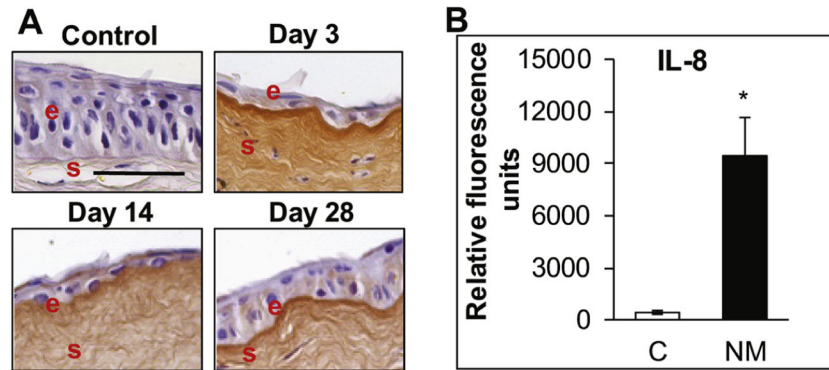 A
Control
Day 3
e
s
e
s
Day 14
Day 28
e
s
e
s
B
IL-8
Relative fluorescence
units
15000
12000
9000
6000
3000
0
*
C
NM